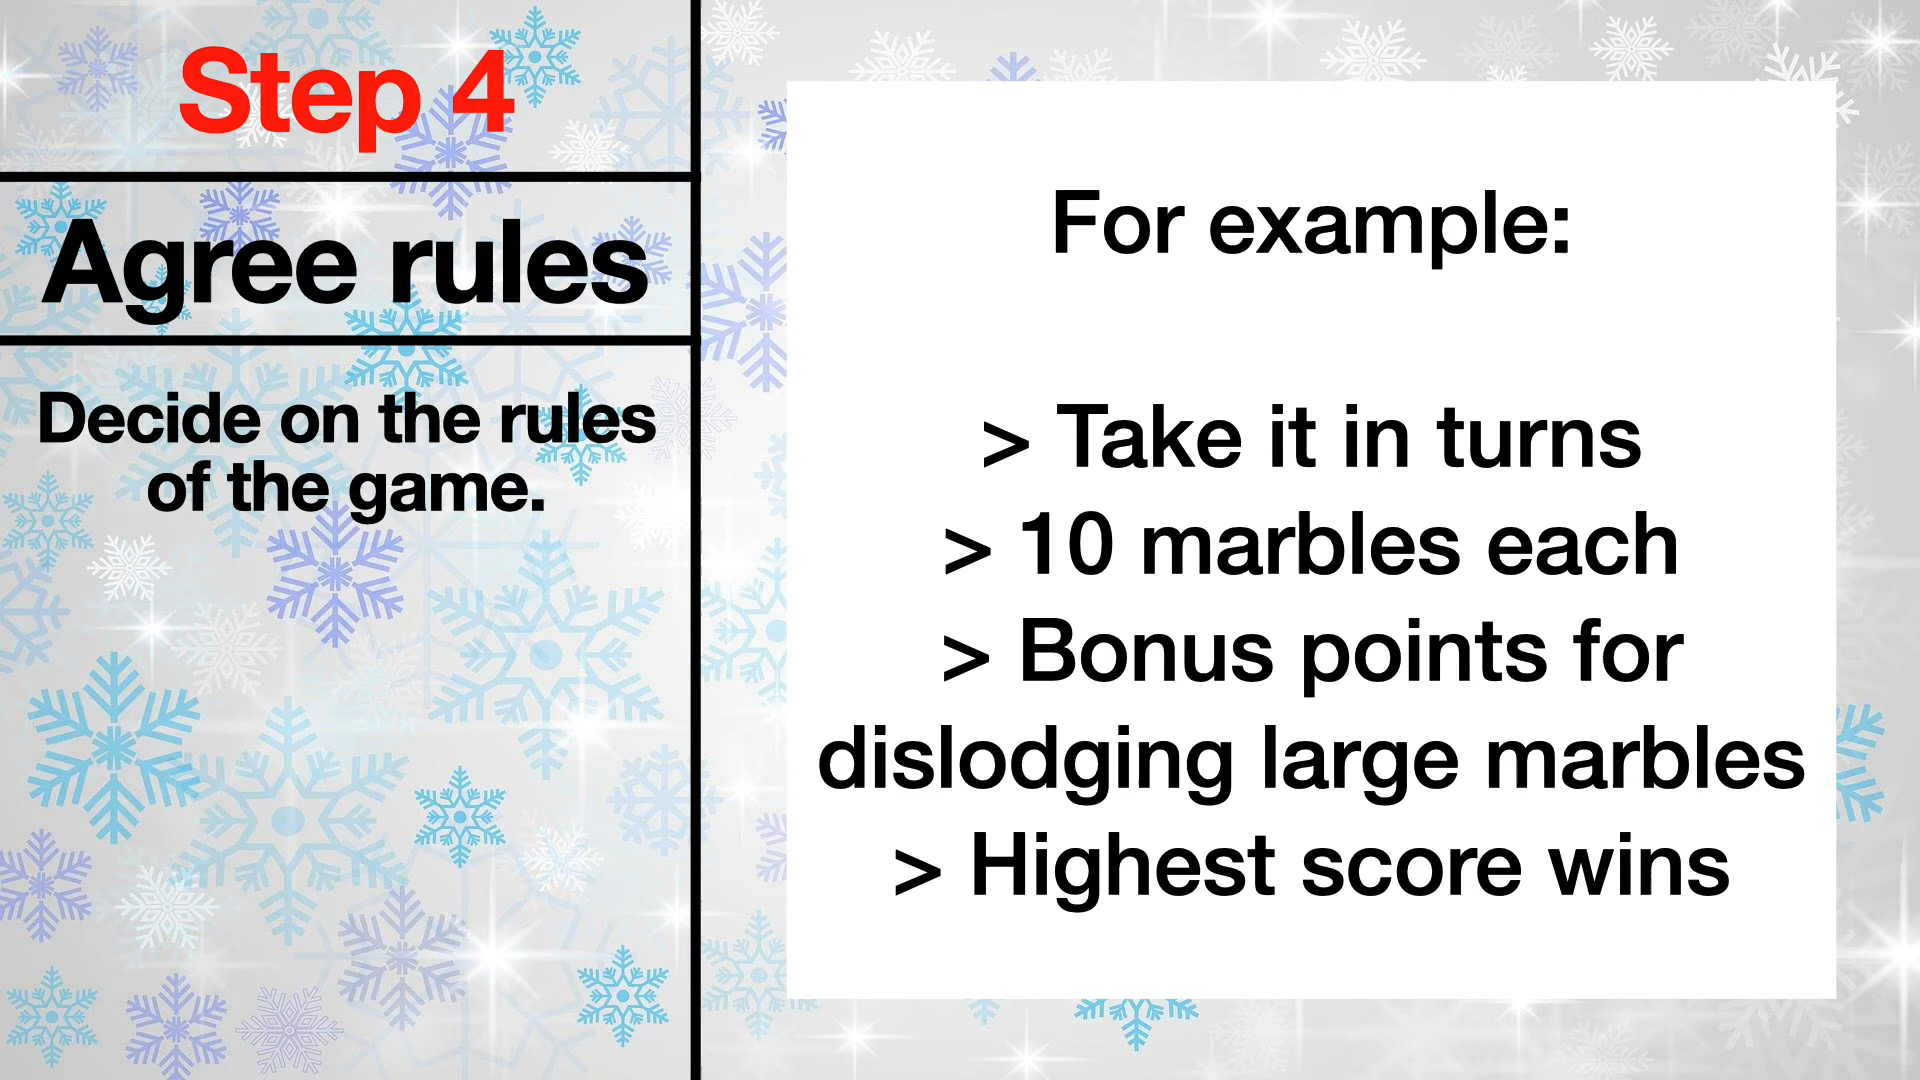 Step 4
Agree rules
Decide on the rules
of the game.
For example:
> Take it in turns
> 10 marbles each
> Bonus points for
dislodging large marbles
> Highest score wins